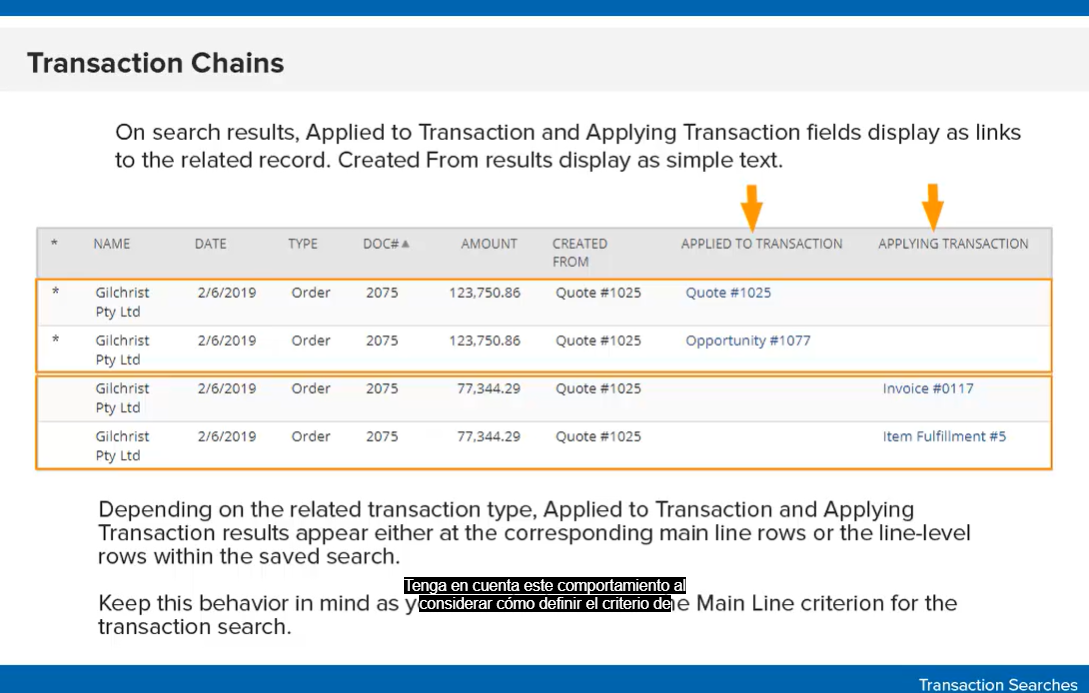 Transaction Chains
On search results, Applied to Transaction and Applying Transaction fields display as links
to the related record. Created From results display as simple text.
* NAME DATE TYPE DOC#▲ AMOUNT CREATED FROM APPLIED TO TRANSACTION APPLYING TRANSACTION
* Gilchrist Pty Ltd 2/6/2019 Order 2075 123,750.86 Quote #1025 Quote #1025
* Gilchrist Pty Ltd 2/6/2019 Order 2075 123,750.86 Quote #1025 Opportunity #1077
Gilchrist Pty Ltd 2/6/2019 Order 2075 77,344.29 Quote #1025 Invoice #0117
Gilchrist Pty Ltd 2/6/2019 Order 2075 77,344.29 Quote #1025 Item Fulfillment #5
Depending on the related transaction type, Applied to Transaction and Applying
Transaction results appear either at the corresponding main line rows or the line-level
rows within the saved search.
Tenga en cuenta este comportamiento al
considerar cómo definir el criterio de
Keep this behavior in mind as Main Line criterion for the
transaction search.
Transaction Searches